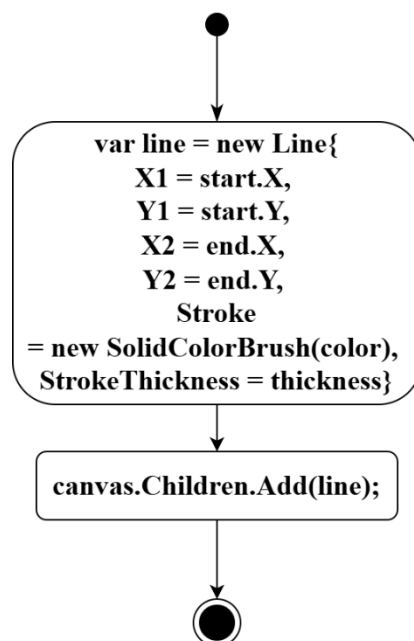 var line = new Line{
X1 = start.X,
Y1 = start.Y,
X2 = end.X,
Y2 = end.Y,
Stroke
= new SolidColorBrush(color),
StrokeThickness = thickness}
canvas.Children.Add(line);